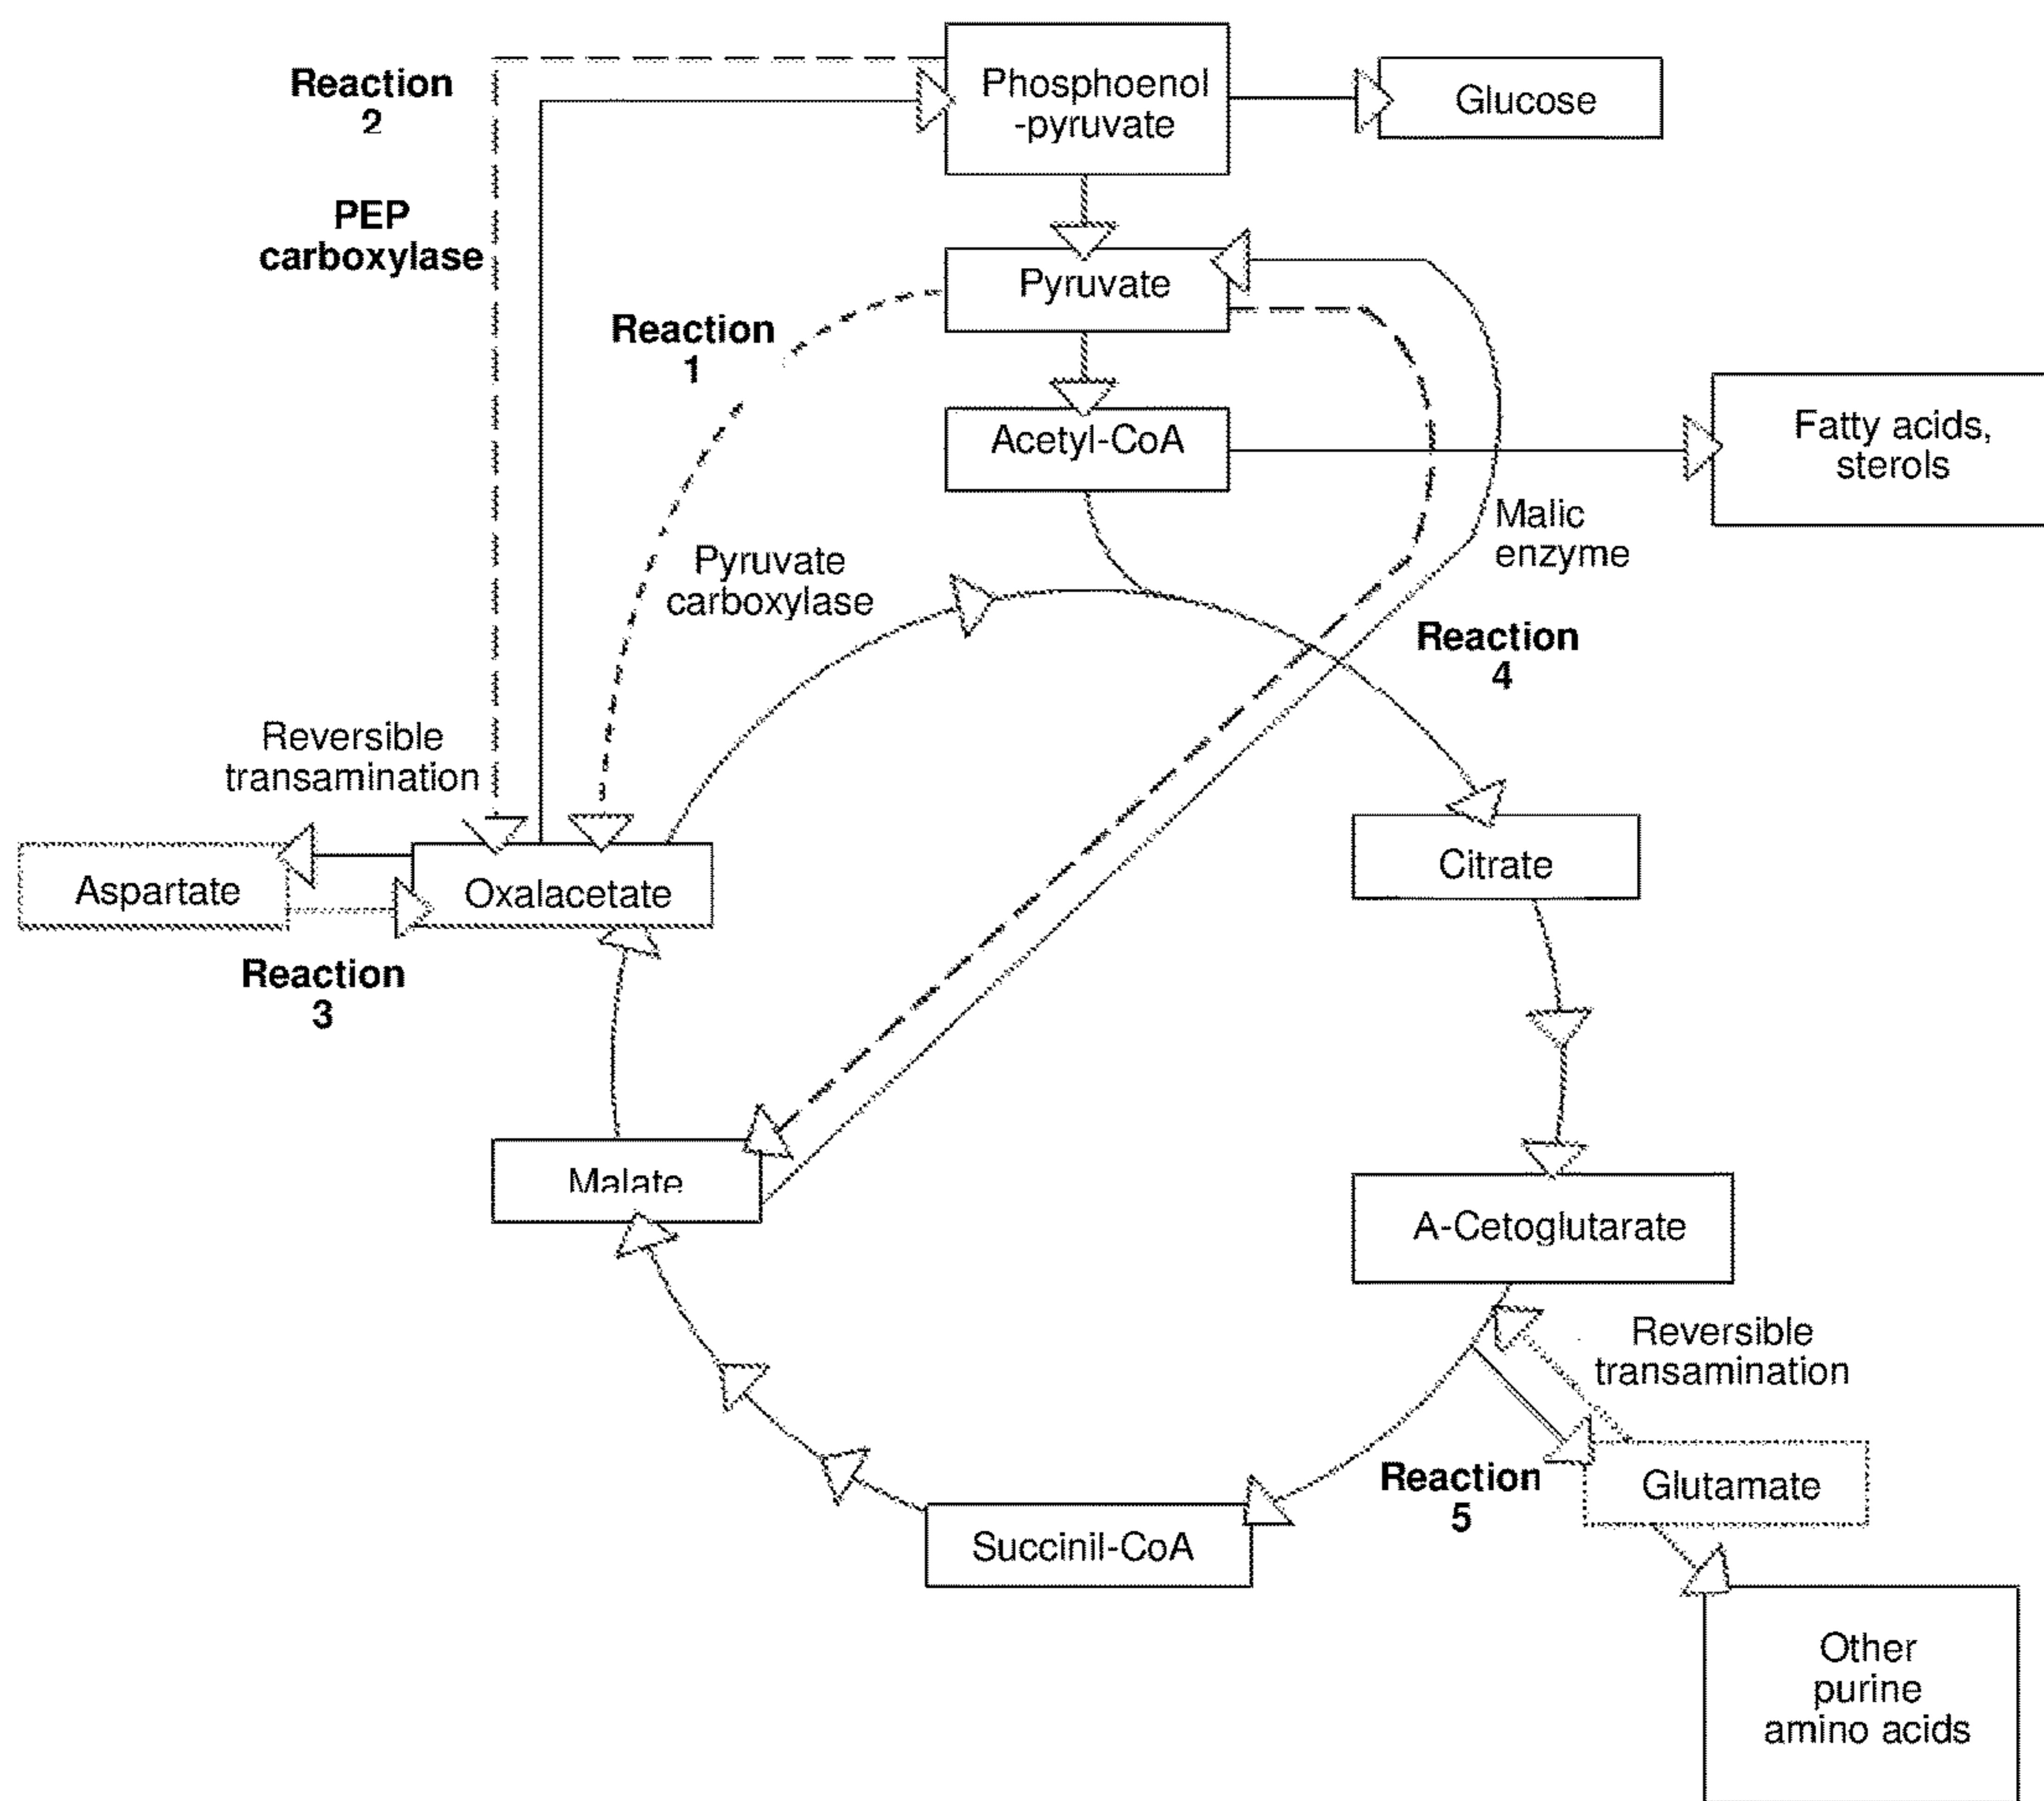 Reaction
2
Phosphoenol
-pyruvate
Glucose
PEP
carboxylase
Pyruvate
Reaction
1
Acetyl-CoA
Fatty acids,
sterols
Malic
enzyme
Pyruvate
carboxylase
Reaction
4
Reversible
transamination
Citrate
Aspartate
Oxalacetate
Reaction
3
Malate
A-Cetoglutarate
Reversible
transamination
Reaction
5
Glutamate
Succinil-CoA
Other
purine
amino acids